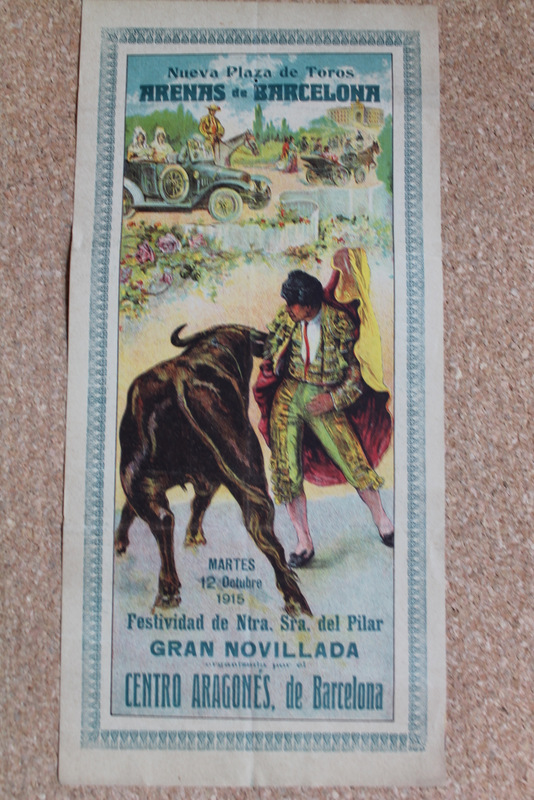 Nueva Plaza de Toros
ARENAS de BARCELONA
MARTES
12 Octubre
1915
Festividad de Ntra. Sra. del Pilar
GRAN NOVILLADA
organizada por el
CENTRO ARAGONÉS, de Barcelona